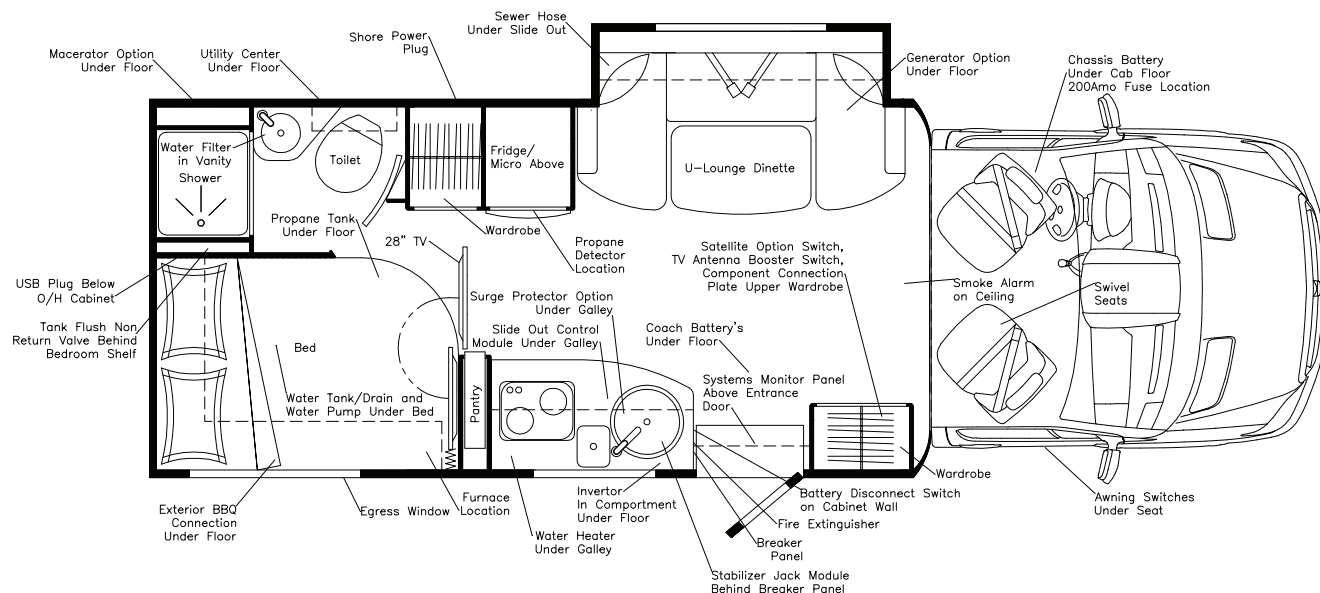 Sewer Hose
Under Slide Out
Shore Power
Plug
Macerator Option
Under Floor
Utility Center
Under Floor
Generator Option
Under Floor
Chassis Battery
Under Cab Floor
200Amo Fuse Location
Water Filter
in Vanity
Shower
Toilet
Fridge/
Micro Above
U-Lounge Dinette
Propane Tank
Under Floor
28" TV
Wardrobe
Propane
Detector
Location
Satellite Option Switch,
TV Antenna Booster Switch,
Component Connection
Plate Upper Wardrobe
Smoke Alarm
on Ceiling
Swivel
Seats
USB Plug Below
O/H Cabinet
Tank Flush Non
Return Valve Behind
Bedroom Shelf
Surge Protector Option
Under Galley
Slide Out Control
Module Under Galley
Coach Battery's
Under Floor
Bed
Systems Monitor Panel
Above Entrance
Door
Water Tank/Drain and
Water Pump Under Bed
Pantry
Wardrobe
Exterior BBQ
Connection
Under Floor
Egress Window
Furnace
Location
Invertor
In Compartment
Under Floor
Battery Disconnect Switch
on Cabinet Wall
Awning Switches
Under Seat
Fire Extinguisher
Water Heater
Under Galley
Breaker
Panel
Stabilizer Jack Module
Behind Breaker Panel